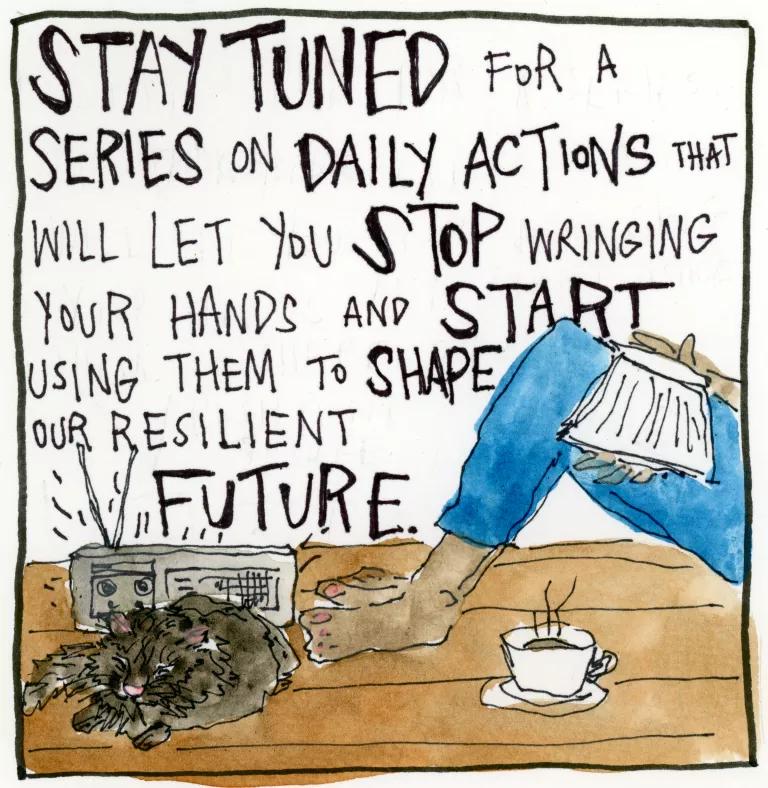 STAY TUNED FOR A
SERIES ON DAILY ACTIONS THAT
WILL LET YOU STOP WRINGING
YOUR HANDS AND START
USING THEM TO SHAPE
OUR RESILIENT
FUTURE.